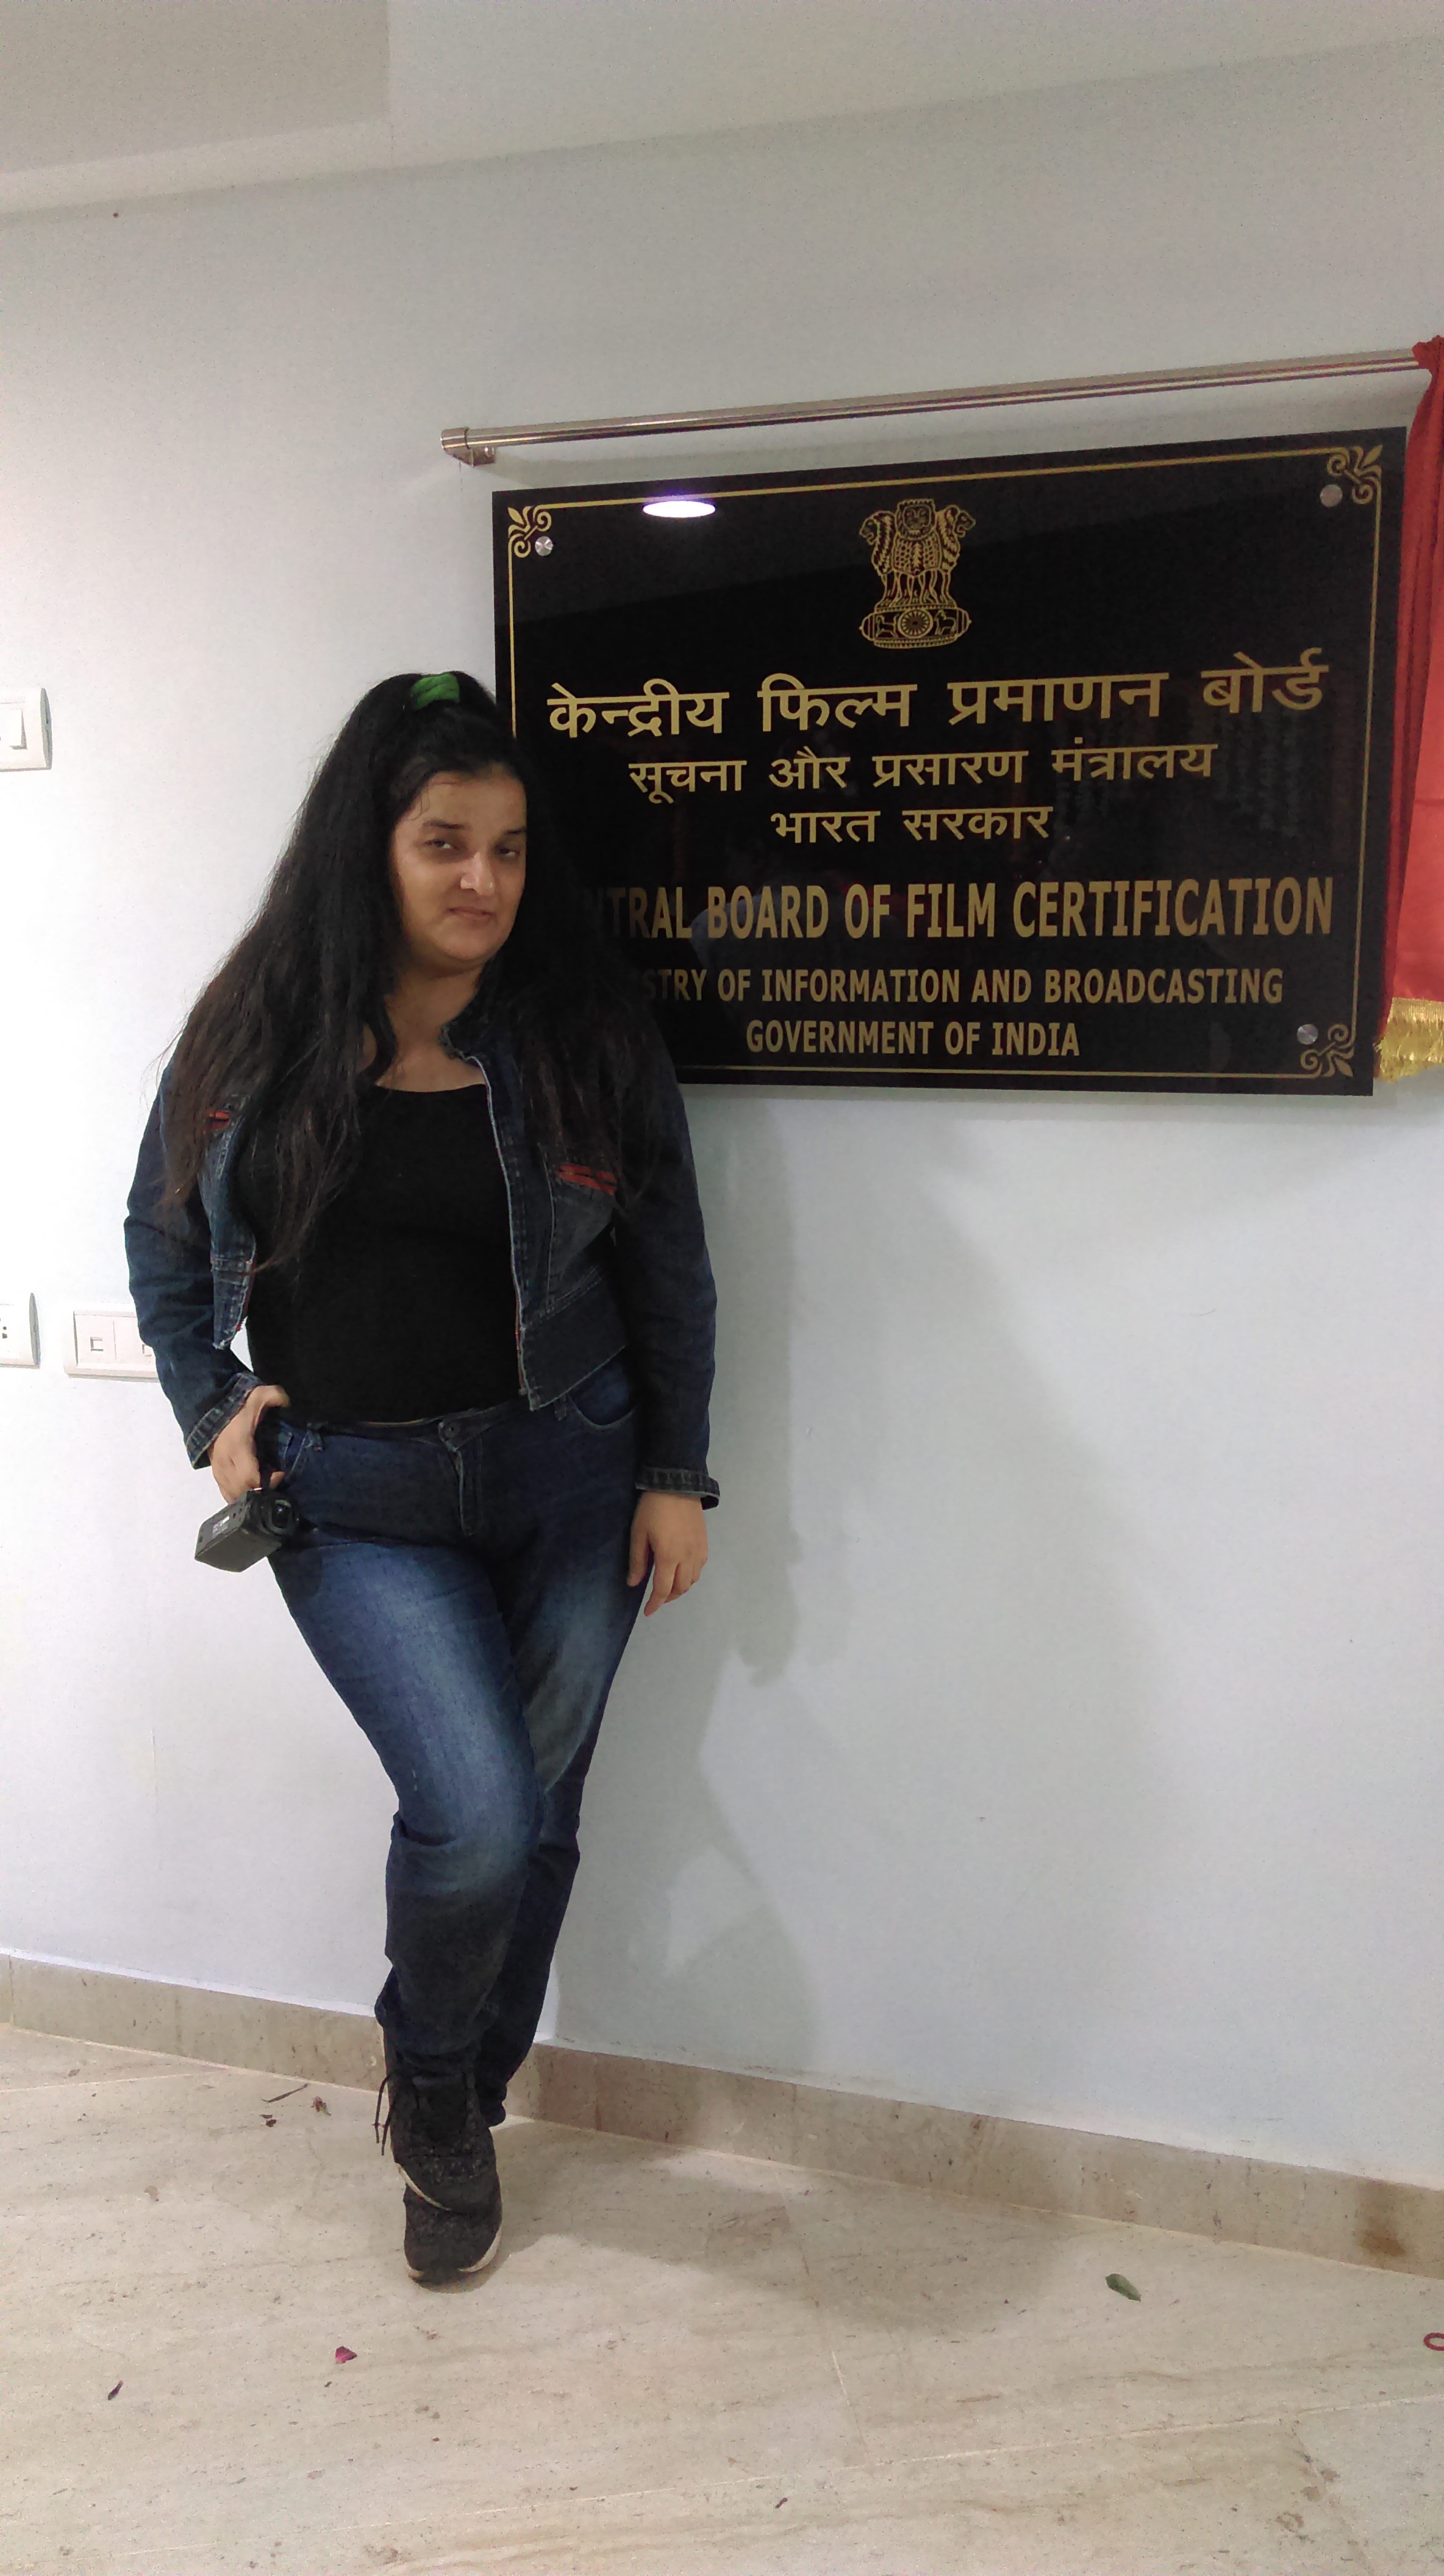 केन्द्रीय फिल्म प्रमाणन बोर्ड
सूचना और प्रसारण मंत्रालय
भारत सरकार
BOARD OF FILM CERTIFICATION
OF INFORMATION AND BROADCASTING
GOVERNMENT OF INDIA